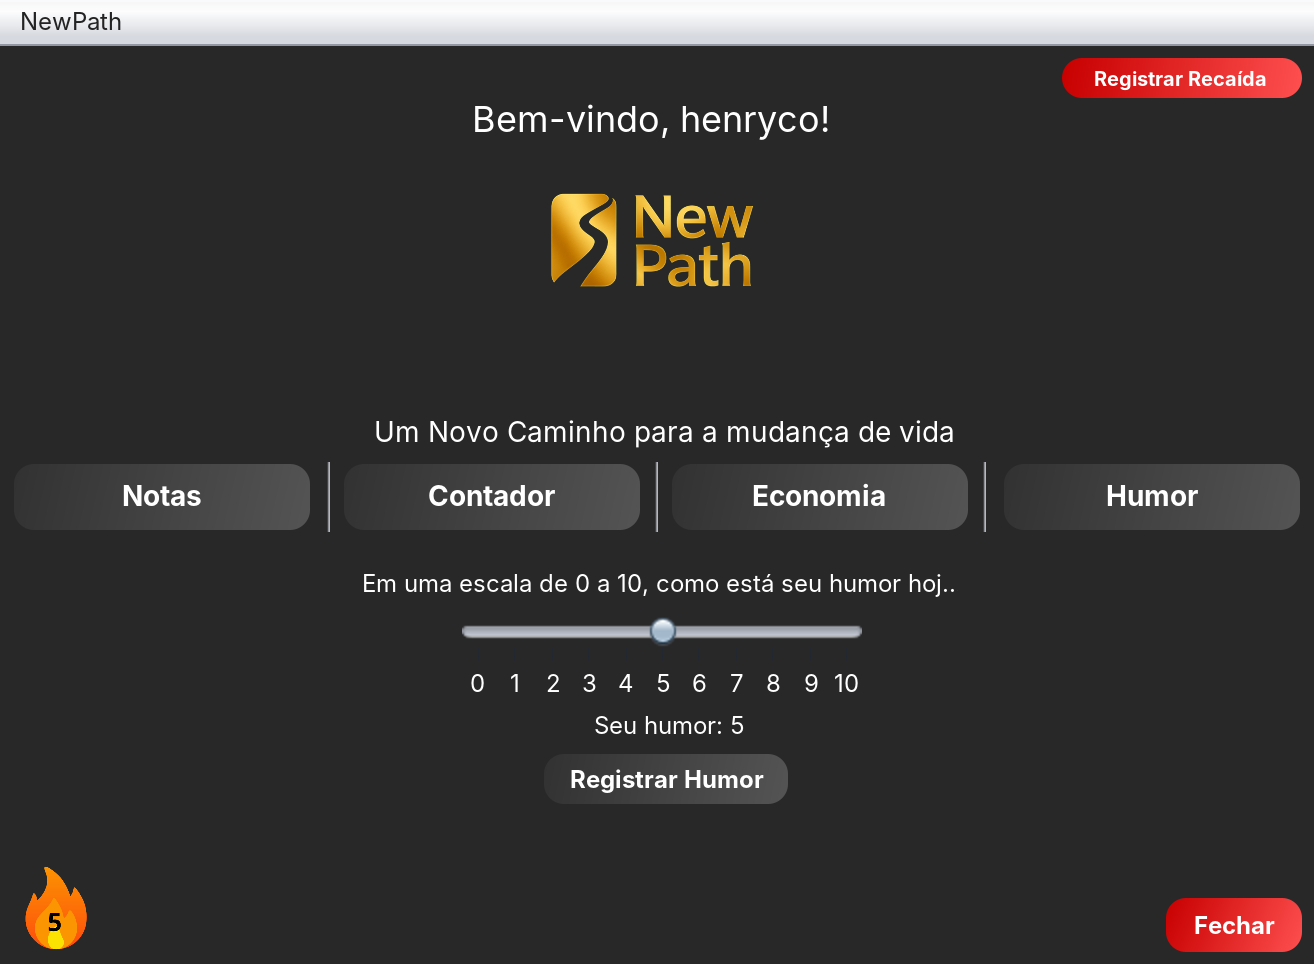 NewPath
Registrar Recaída
Bem-vindo, henryco!
New
Path
Um Novo Caminho para a mudança de vida
Notas
Contador
Economia
Humor
Em uma escala de 0 a 10, como está seu humor hoj..
0 1 2 3 4 5 6 7 8 9 10
Seu humor: 5
Registrar Humor
5
Fechar